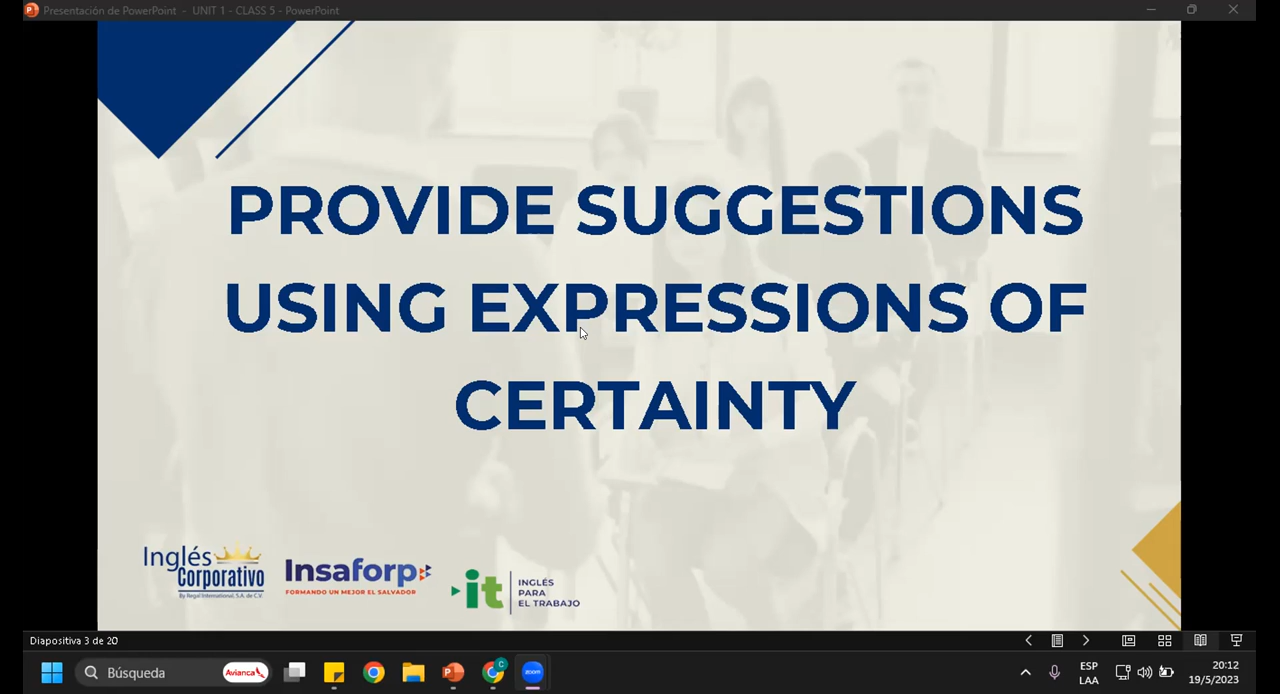 Presentación de PowerPoint - UNIT 1 - CLASS 5 - PowerPoint
PROVIDE SUGGESTIONS
USING EXPRESSIONS OF
CERTAINTY
Inglés
Corporativo
By Regal International, S.A. de C.V.
Insaforp
FORMANDO UN MEJOR EL SALVADOR
it
INGLÉS
PARA
EL TRABAJO
Diapositiva 3 de 20
Búsqueda
Avianca
C
zoom
ESP
LAA
20:12
19/5/2023